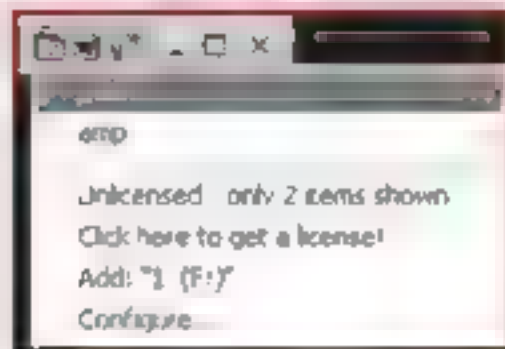 Unlicensed only 2 items shown
Click here to get a license!
Add: "1 (F:)"
Configure